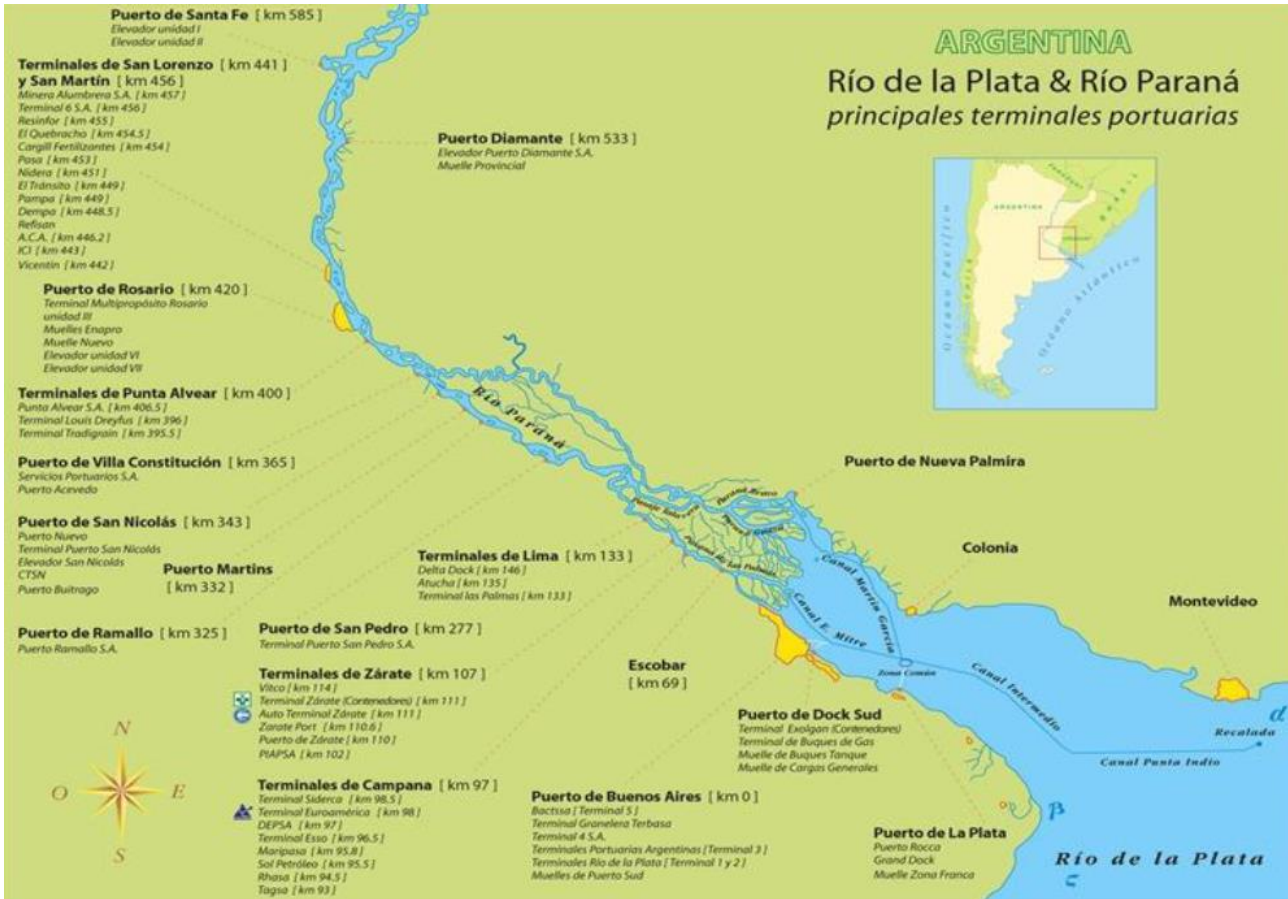 ARGENTINA
Río de la Plata & Río Paraná
principales terminales portuarias
Puerto de Santa Fe [ km 585 ]
Elevador unidad I
Elevador unidad II
Terminales de San Lorenzo [ km 441 ]
y San Martín [ km 456 ]
Minera Alumbrera S.A. [ km 457 ]
Terminal 6 S.A. [ km 456 ]
Resinfor [ km 455 ]
El Quebracho [ km 454.5 ]
Cargill Fertilizantes [ km 454 ]
Pasa [ km 453 ]
Nidera [ km 451 ]
El Tránsito [ km 449 ]
Pampa [ km 449 ]
Dempa [ km 448,5 ]
Refisan
A.C.A. [ km 446.2 ]
ICI [ km 443 ]
Vicentin [ km 442 ]
Puerto Diamante [ km 533 ]
Elevador Puerto Diamante S.A.
Muelle Provincial
Puerto de Rosario [ km 420 ]
Terminal Multipropósito Rosario
unidad III
Muelles Enapro
Muelle Nuevo
Elevador unidad VI
Elevador unidad VII
Terminales de Punta Alvear [ km 400 ]
Punta Alvear S.A. [ km 406,5 ]
Terminal Louis Dreyfus [ km 396 ]
Terminal Tradigrain [ km 395.5 ]
Puerto de Villa Constitución [ km 365 ]
Servicios Portuarios S.A.
Puerto Acevedo
Puerto de San Nicolás [ km 343 ]
Puerto Nuevo
Terminal Puerto San Nicolás
Elevador San Nicolás
CTSN
Puerto Buitrago
Puerto Martins
[ km 332 ]
Puerto de Ramallo [ km 325 ]
Puerto Ramallo S.A.
Terminales de Lima [ km 133 ]
Delta Dock [ km 146 ]
Atucha [ km 135 ]
Terminal las Palmas [ km 133 ]
Puerto de San Pedro [ km 277 ]
Terminal Puerto San Pedro S.A.
Terminales de Zárate [ km 107 ]
Vitco [ km 114 ]
Terminal Zárate (Contenedores) [ km 111 ]
Auto Terminal Zárate [ km 111 ]
Zarate Port [ km 110.6 ]
Puerto de Zárate [ km 110 ]
PIAPSA [ km 102 ]
Terminales de Campana [ km 97 ]
Terminal Siderca [ km 98,5 ]
Terminal Euroamérica [ km 98 ]
DEPSA [ km 97 ]
Terminal Esso [ km 96.5 ]
Maripasa [ km 95.8 ]
Sol Petróleo [ km 95.5 ]
Rhasa [ km 94.5 ]
Tagsa [ km 93 ]
Escobar
[ km 69 ]
Puerto de Buenos Aires [ km 0 ]
Bactssa [ Terminal 5 ]
Terminal Granelera Terbasa
Terminal 4 S.A.
Terminales Portuarias Argentinas [ Terminal 3 ]
Terminales Río de la Plata [ Terminal 1 y 2 ]
Muelles de Puerto Sud
Puerto de Dock Sud
Terminal Exolgan (Contenedores)
Terminal de Buques de Gas
Muelle de Buques Tanque
Muelle de Cargas Generales
Puerto de La Plata
Puerto Rocca
Grand Dock
Muelle Zona Franca
Puerto de Nueva Palmira
Colonia
Montevideo
Río Paraná
Paraná Bravo
Paraná Guazú
Pasaje Talavera
Paraná de las Palmas
Canal Martín García
Canal E. Mitre
Zona Común
Canal Intermedio
Canal Punta Indio
Recalada
Río de la Plata
α
β
ARGENTINA
BRASIL
CHILE
Océano Pacífico
Océano Atlántico
N
O
E
S